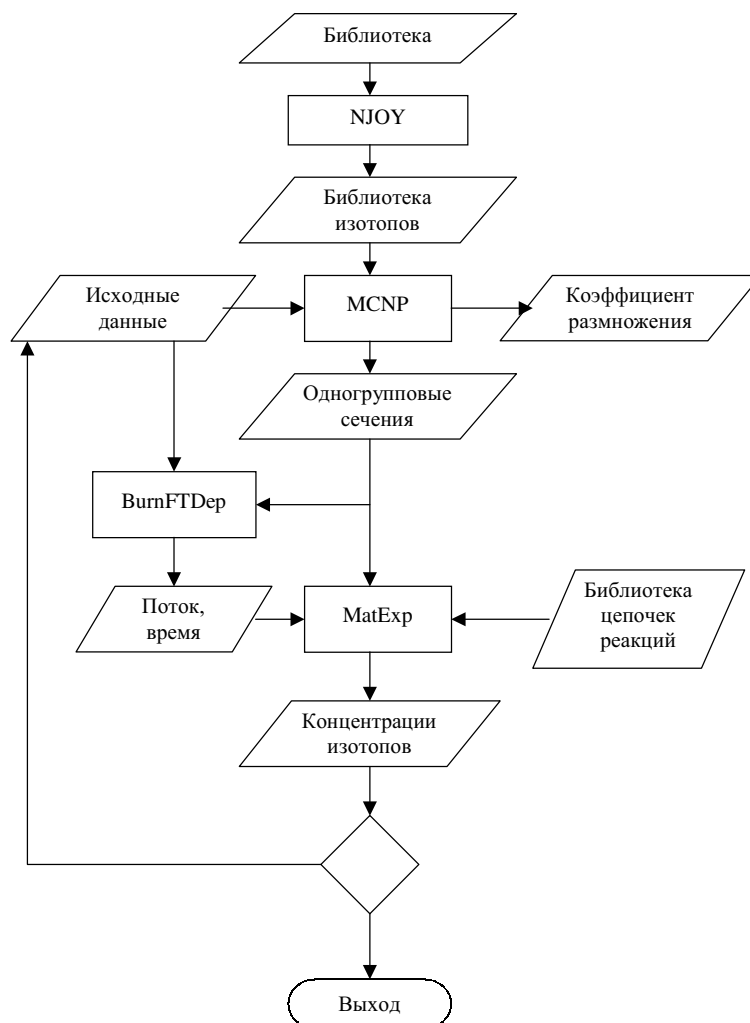 Библиотека
NJOY
Библиотека
изотопов
Исходные
данные
MCNP
Коэффициент
размножения
Одногрупповые
сечения
BurnFTDep
Поток,
время
MatExp
Библиотека
цепочек
реакций
Концентрации
изотопов
Выход